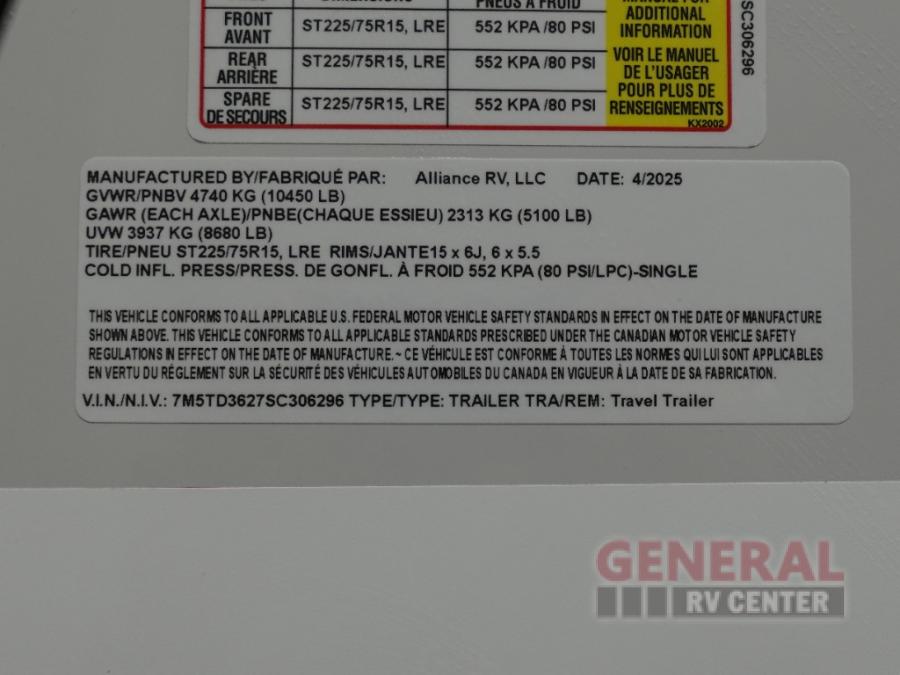 PNEUS A FROID
FRONT
AVANT
ST225/75R15, LRE
552 KPA /80 PSI
REAR
ARRIÈRE
ST225/75R15, LRE
552 KPA /80 PSI
SPARE
DE SECOURS
ST225/75R15, LRE
552 KPA /80 PSI
MANUAL FOR
ADDITIONAL
INFORMATION
VOIR LE MANUEL
DE L'USAGER
POUR PLUS DE
RENSEIGNEMENTS
KX2002
SC306296
MANUFACTURED BY/FABRIQUÉ PAR: Alliance RV, LLC DATE: 4/2025
GVWR/PNBV 4740 KG (10450 LB)
GAWR (EACH AXLE)/PNBE(CHAQUE ESSIEU) 2313 KG (5100 LB)
UVW 3937 KG (8680 LB)
TIRE/PNEU ST225/75R15, LRE RIMS/JANTE15 x 6J, 6 x 5.5
COLD INFL. PRESS/PRESS. DE GONFL. À FROID 552 KPA (80 PSI/LPC)-SINGLE
THIS VEHICLE CONFORMS TO ALL APPLICABLE U.S. FEDERAL MOTOR VEHICLE SAFETY STANDARDS IN EFFECT ON THE DATE OF MANUFACTURE
SHOWN ABOVE. THIS VEHICLE CONFORMS TO ALL APPLICABLE STANDARDS PRESCRIBED UNDER THE CANADIAN MOTOR VEHICLE SAFETY
REGULATIONS IN EFFECT ON THE DATE OF MANUFACTURE.~ CE VÉHICULE EST CONFORME À TOUTES LES NORMES QUI LUI SONT APPLICABLES
EN VERTU DU RÉGLEMENT SUR LA SÉCURITÉ DES VÉHICULES AUTOMOBILES DU CANADA EN VIGUEUR À LA DATE DE SA FABRICATION.
V.I.N./N.I.V.: 7M5TD3627SC306296 TYPE/TYPE: TRAILER TRA/REM: Travel Trailer
GENERAL
RV CENTER